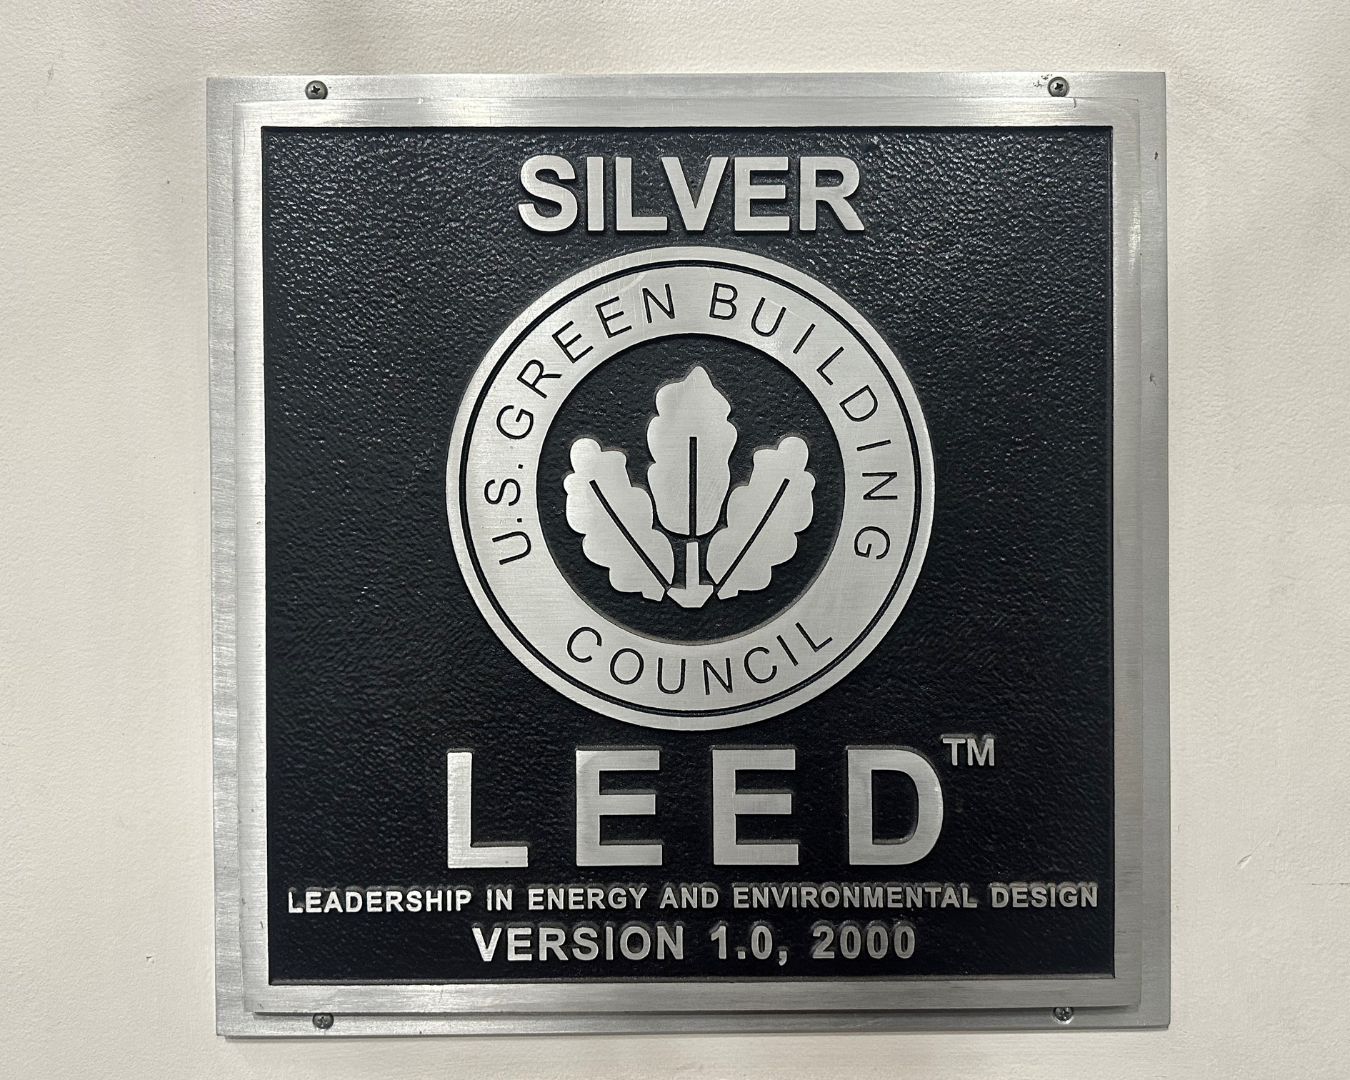 SILVER
U.S. GREEN BUILDING
COUNCIL
LEED™
LEADERSHIP IN ENERGY AND ENVIRONMENTAL DESIGN
VERSION 1.0, 2000